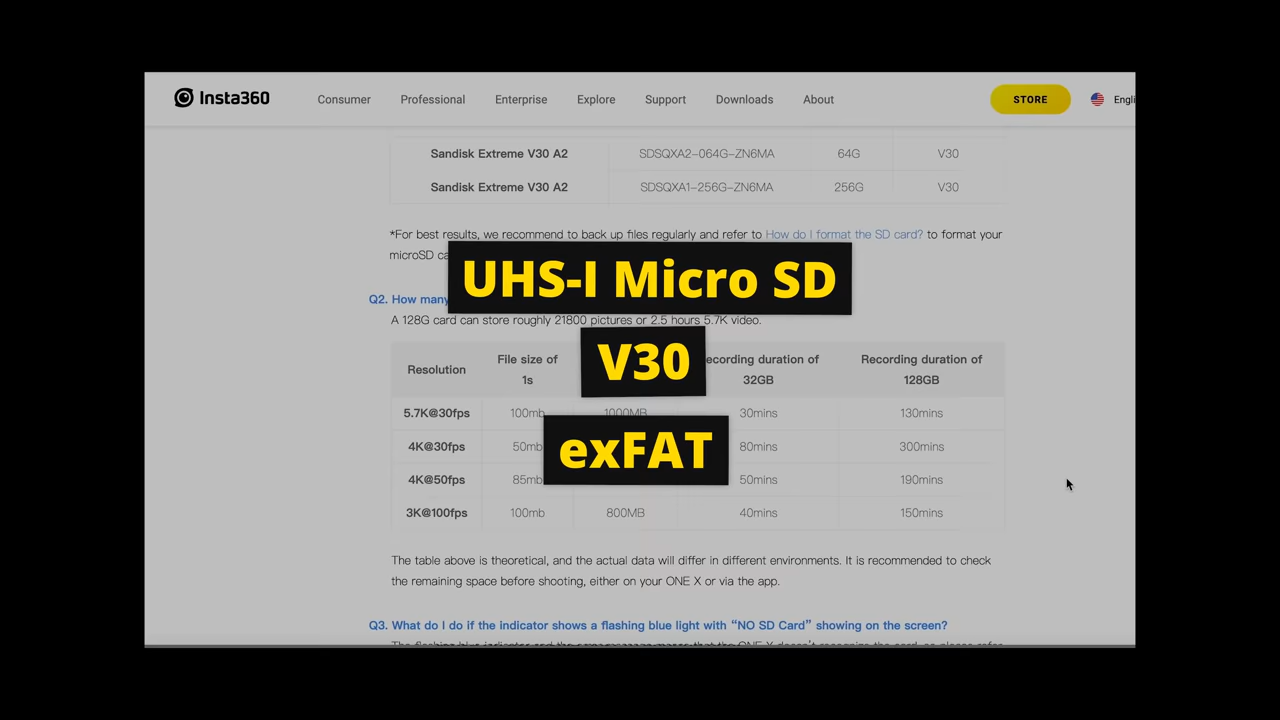 Insta360 Consumer Professional Enterprise Explore Support Downloads About STORE Engli
Sandisk Extreme V30 A2 SDSQXA2-064G-ZN6MA 64G V30
Sandisk Extreme V30 A2 SDSQXA1-256G-ZN6MA 256G V30
*For best results, we recommend to back up files regularly and refer to How do I format the SD card? to format your
microSD
UHS-I Micro SD
Q2. How many
A 128G card can store roughly 21800 pictures or 2.5 hours 5.7K video.
V30
Resolution File size of 1s recording duration of 32GB Recording duration of 128GB
5.7K@30fps 100mb 1000MB 30mins 130mins
exFAT
4K@30fps 50mb 80mins 300mins
4K@50fps 85mb 50mins 190mins
3K@100fps 100mb 800MB 40mins 150mins
The table above is theoretical, and the actual data will differ in different environments. It is recommended to check
the remaining space before shooting, either on your ONE X or via the app.
Q3. What do I do if the indicator shows a flashing blue light with “NO SD Card” showing on the screen?